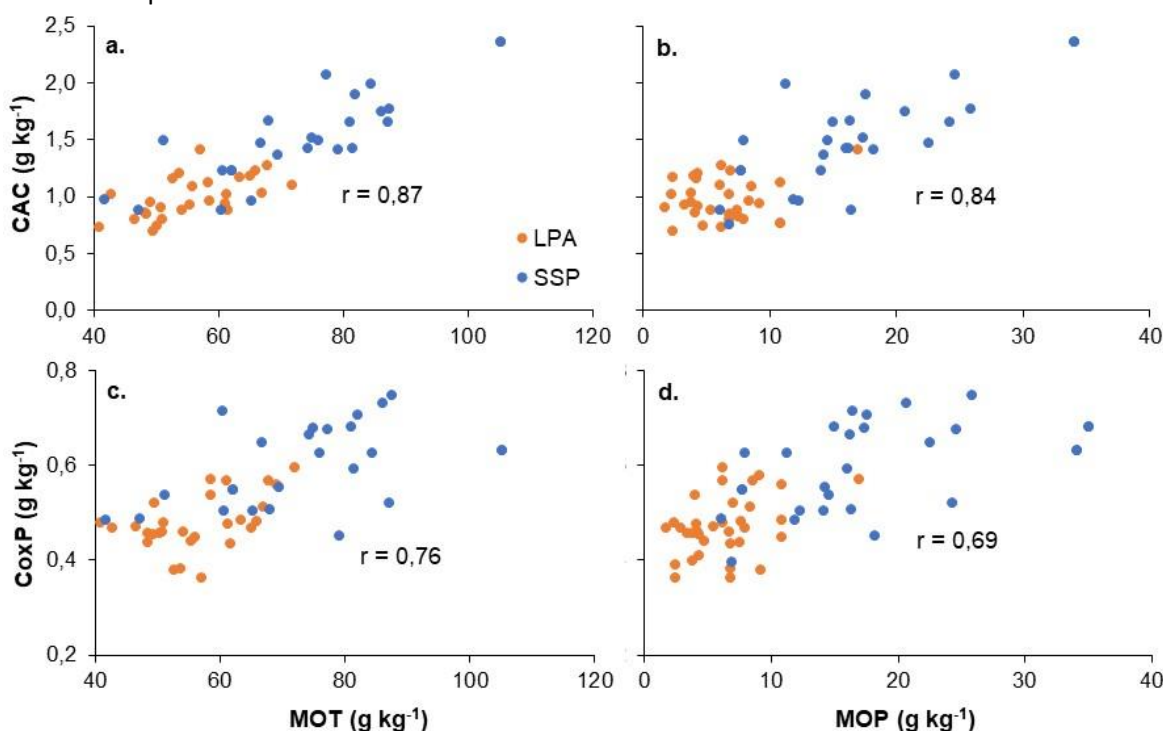 a.
b.
2,5
2,0
1,5
1,0
0,5
0,0
CAC (g kg⁻¹)
r = 0,87
LPA
SSP
r = 0,84
40 60 80 100 120
0 10 20 30 40
c.
d.
0,8
0,6
0,4
0,2
CoxP (g kg⁻¹)
r = 0,76
r = 0,69
40 60 80 100 120
0 10 20 30 40
MOT (g kg⁻¹)
MOP (g kg⁻¹)